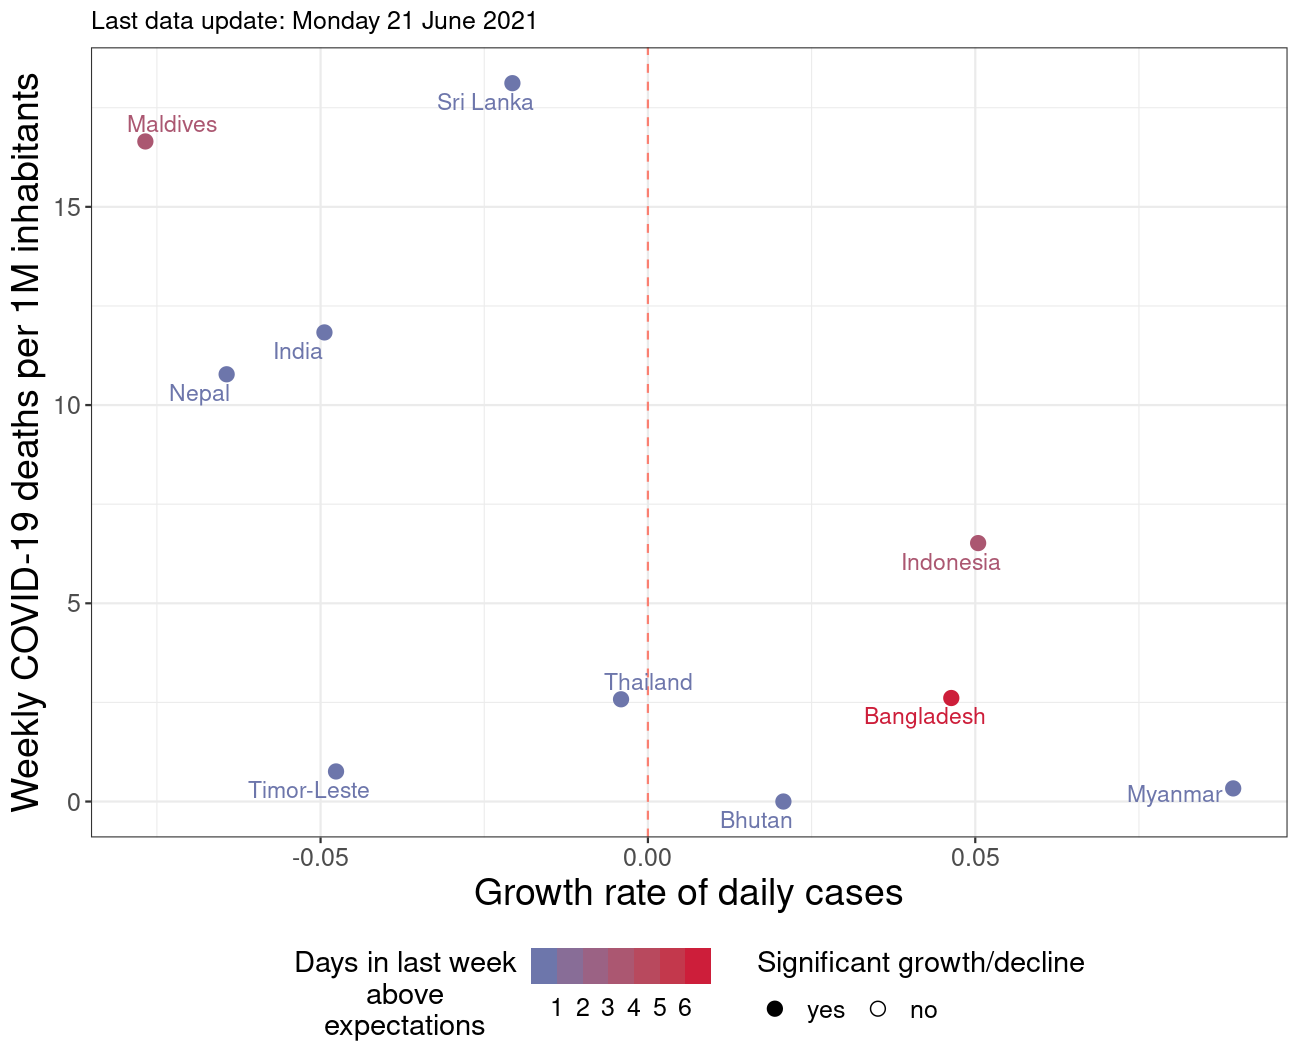 Last data update: Monday 21 June 2021
Weekly COVID-19 deaths per 1M inhabitants
Sri Lanka
Maldives
15
India
Nepal
10
Indonesia
5
Thailand
Bangladesh
Timor-Leste
Myanmar
0
Bhutan
-0.05
0.00
0.05
Growth rate of daily cases
Days in last week
above
expectations
1 2 3 4 5 6
Significant growth/decline
yes no